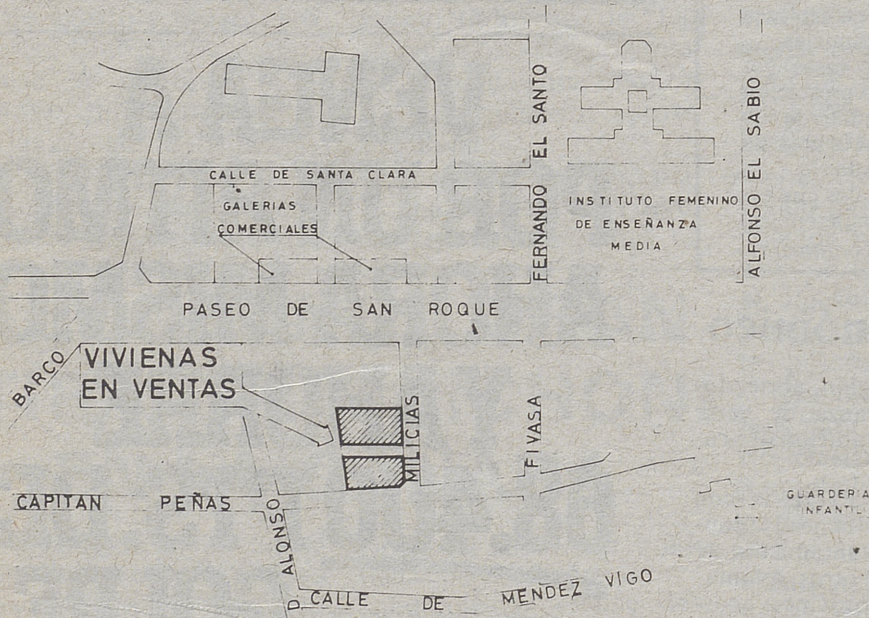 FERNANDO EL SANTO
ALFONSO EL SABIO
CALLE DE SANTA CLARA
GALERIAS
COMERCIALES
INSTITUTO FEMENINO
DE ENSEÑANZA
MEDIA
PASEO DE SAN ROQUE
BARCO
VIVIENAS
EN VENTAS
MILICIAS
FIVASA
CAPITAN PEÑAS
GUARDERIA
INFANTIL
D. ALONSO
CALLE DE MENDEZ VIGO